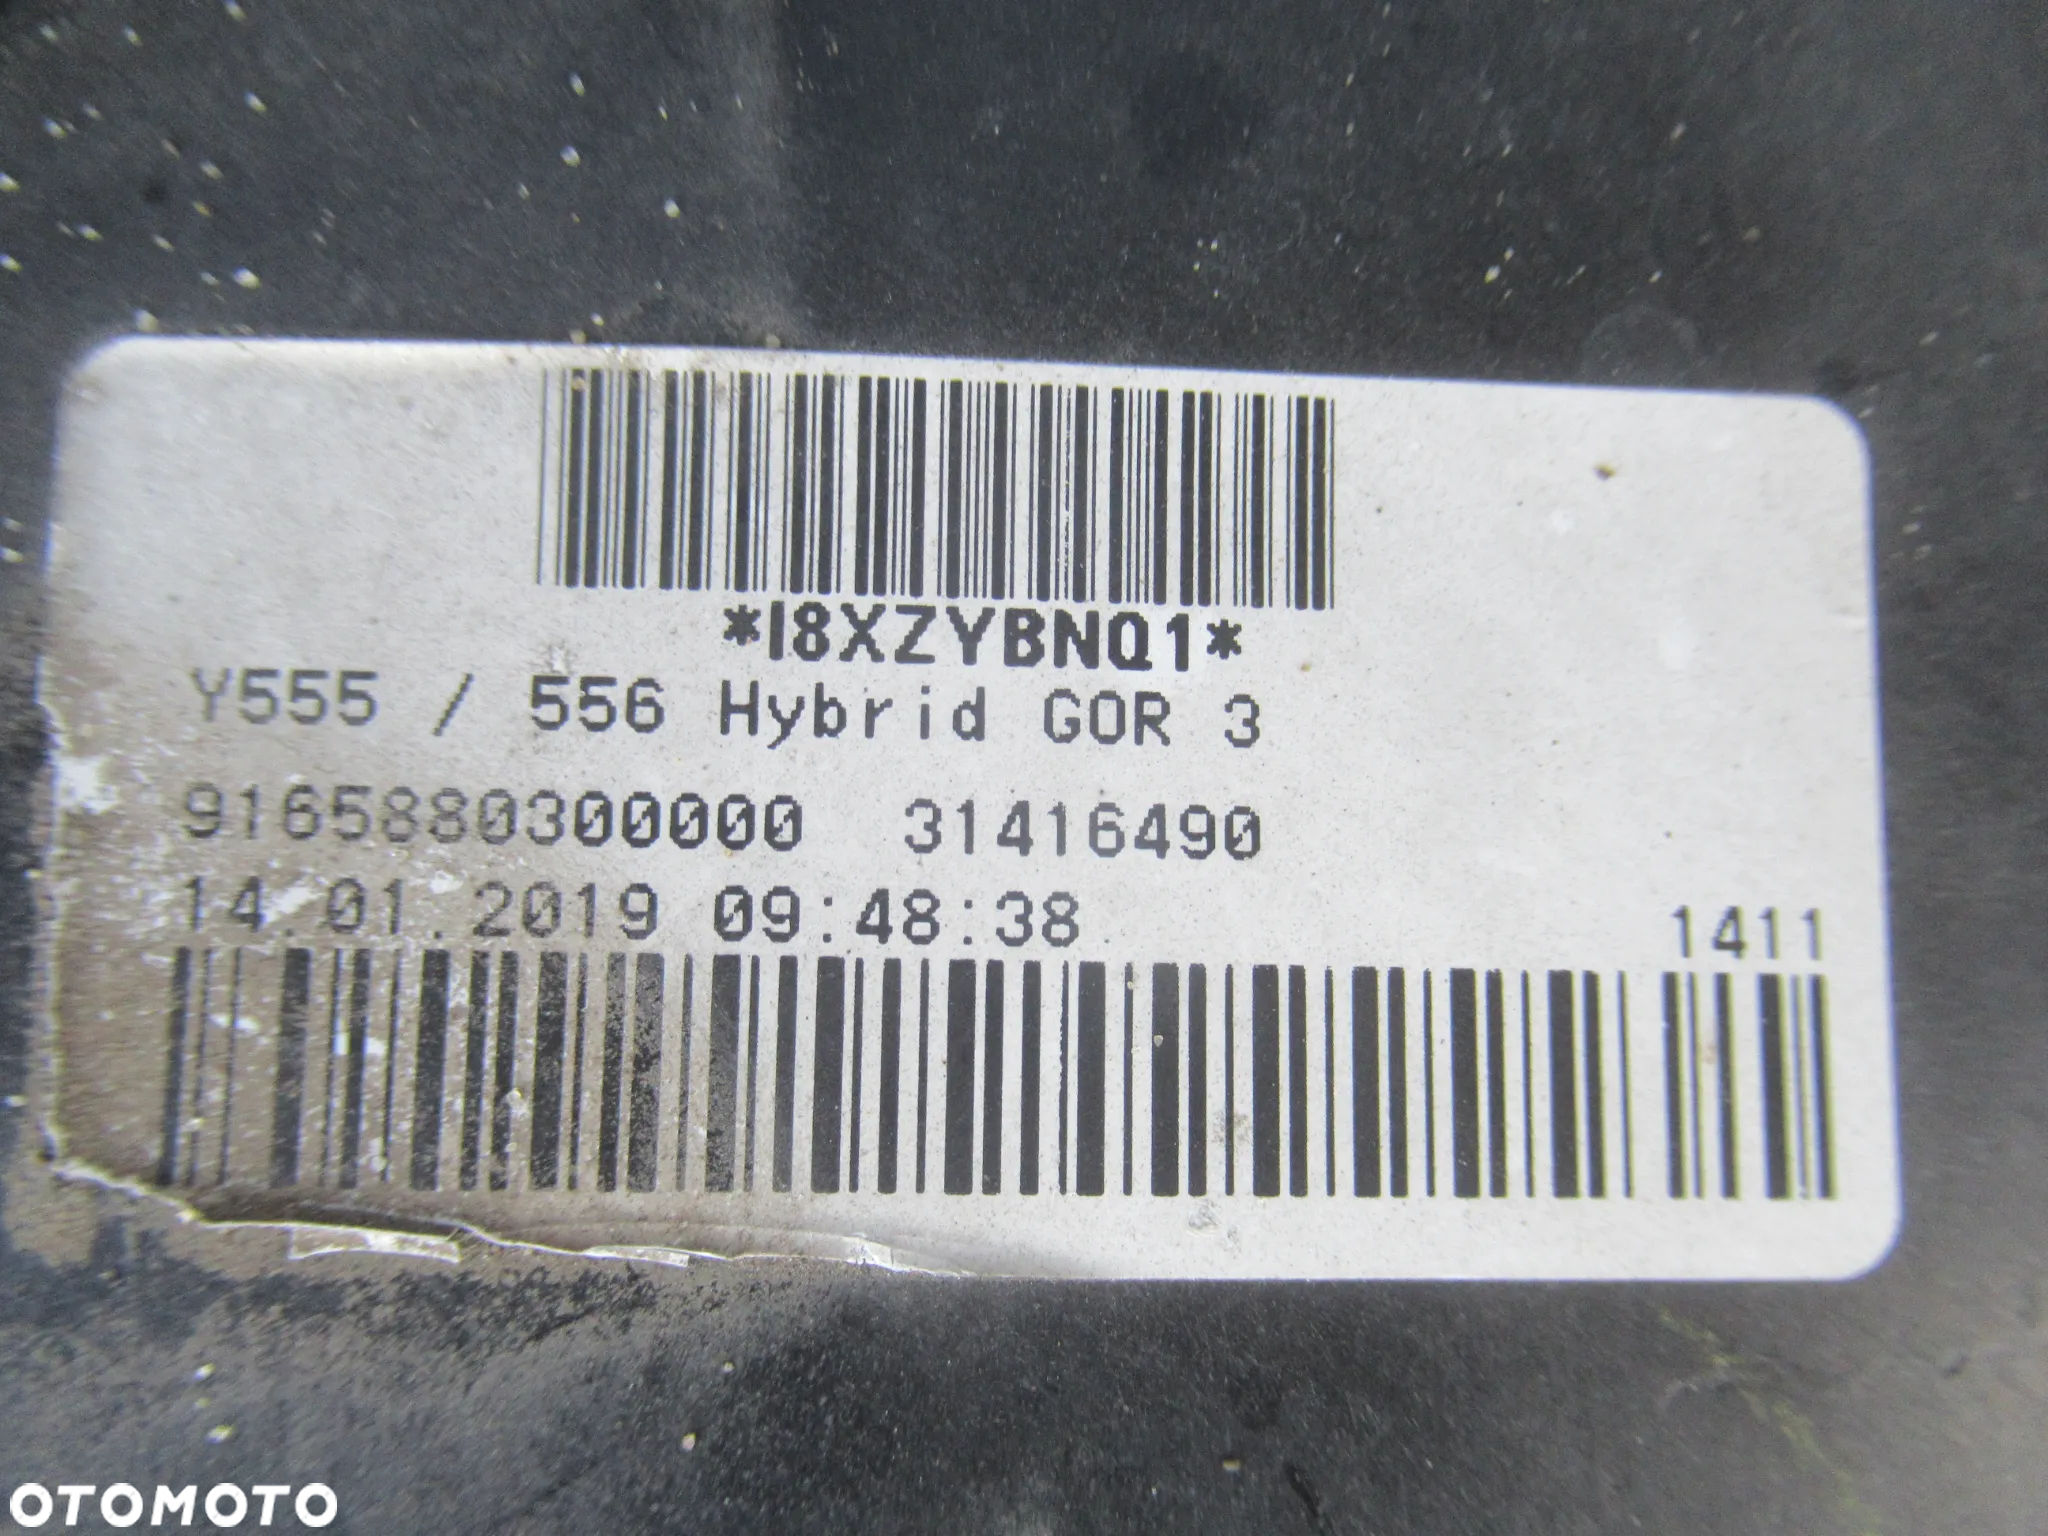 *I8XZYBNQ1*
Y555 / 556 Hybrid GOR 3
9165880300000 31416490
14.01.2019 09:48:38 1411
OTOMOTO